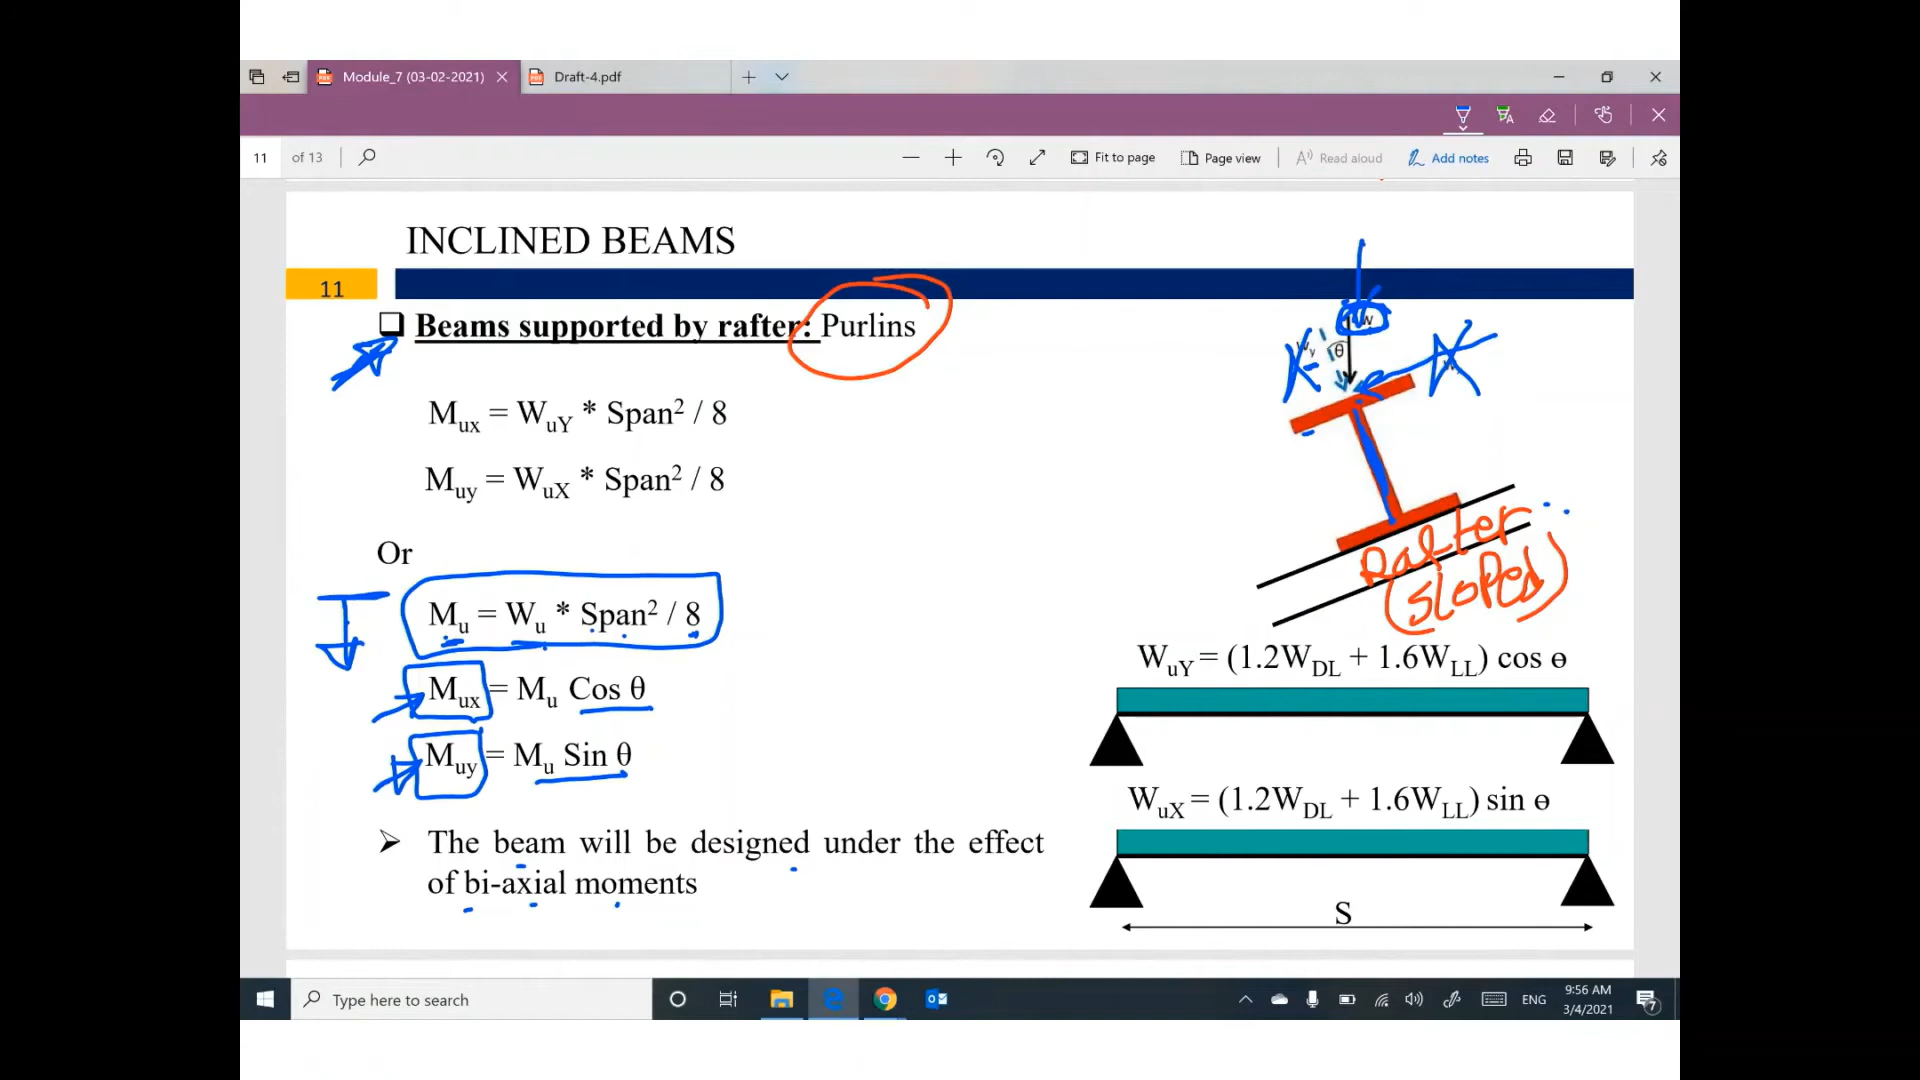 Module_7 (03-02-2021)
Draft-4.pdf
11 of 13
Fit to page
Page view
Read aloud
Add notes
INCLINED BEAMS
11
Beams supported by rafter: Purlins
Mux = WuY * Span2 / 8
Muy = WuX * Span2 / 8
Or
Mu = Wu * Span2 / 8
Mux = Mu Cos θ
Muy = Mu Sin θ
➢ The beam will be designed under the effect
of bi-axial moments
w
Wy
θ
Rafter
(sloped)
WuY = (1.2WDL + 1.6WLL) cos ɵ
WuX = (1.2WDL + 1.6WLL) sin ɵ
S
Type here to search
ENG
9:56 AM
3/4/2021
7